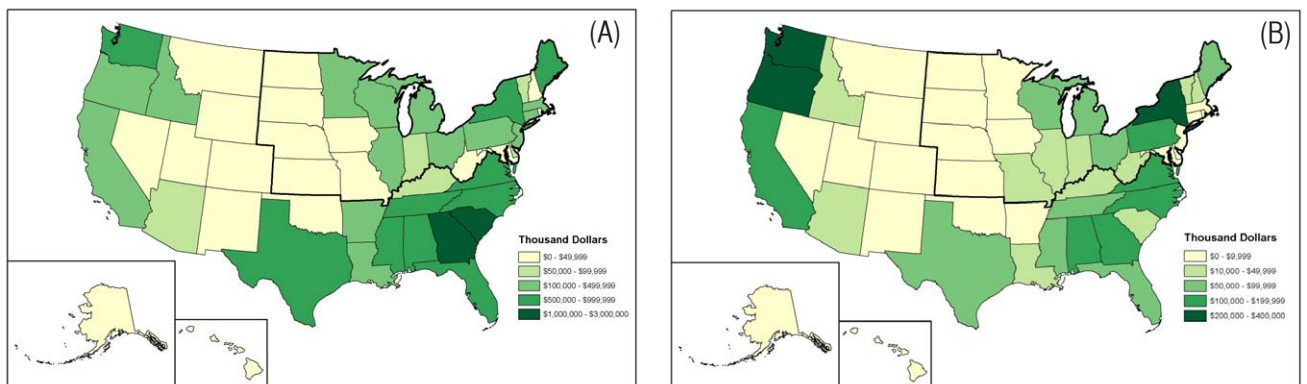 (A)
Thousand Dollars
$0 - $49,999
$50,000 - $99,999
$100,000 - $499,999
$500,000 - $999,999
$1,000,000 - $3,000,000
(B)
Thousand Dollars
$0 - $9,999
$10,000 - $49,999
$50,000 - $99,999
$100,000 - $199,999
$200,000 - $400,000